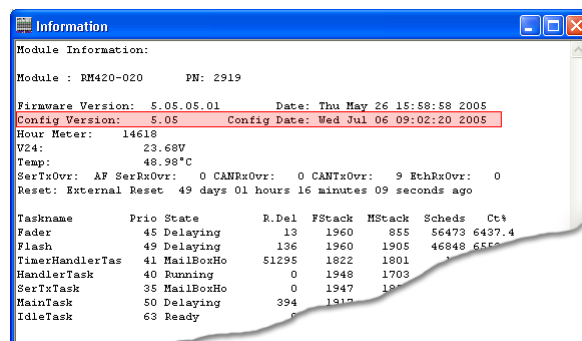 Information
Module Information:
Module : RM420-020 PN: 2919
Firmware Version: 5.05.05.01 Date: Thu May 26 15:58:58 2005
Config Version: 5.05 Config Date: Wed Jul 06 09:02:20 2005
Hour Meter: 14618
V24: 23.68V
Temp: 48.98°C
SerTxOvr: AF SerRxOvr: 0 CANRxOvr: 0 CANTxOvr: 9 EthRxOvr: 0
Reset: External Reset 49 days 01 hours 16 minutes 09 seconds ago
Taskname Prio State R.Del FStack MStack Scheds Ct%
Fader 45 Delaying 13 1960 855 56473 6437.4
Flash 49 Delaying 136 1960 1905 46848
TimerHandlerTas 41 MailBoxHo 51295 1822 1801
HandlerTask 40 Running 0 1948 1703
SerTxTask 35 MailBoxHo 0 1947
MainTask 50 Delaying 394
IdleTask 63 Ready